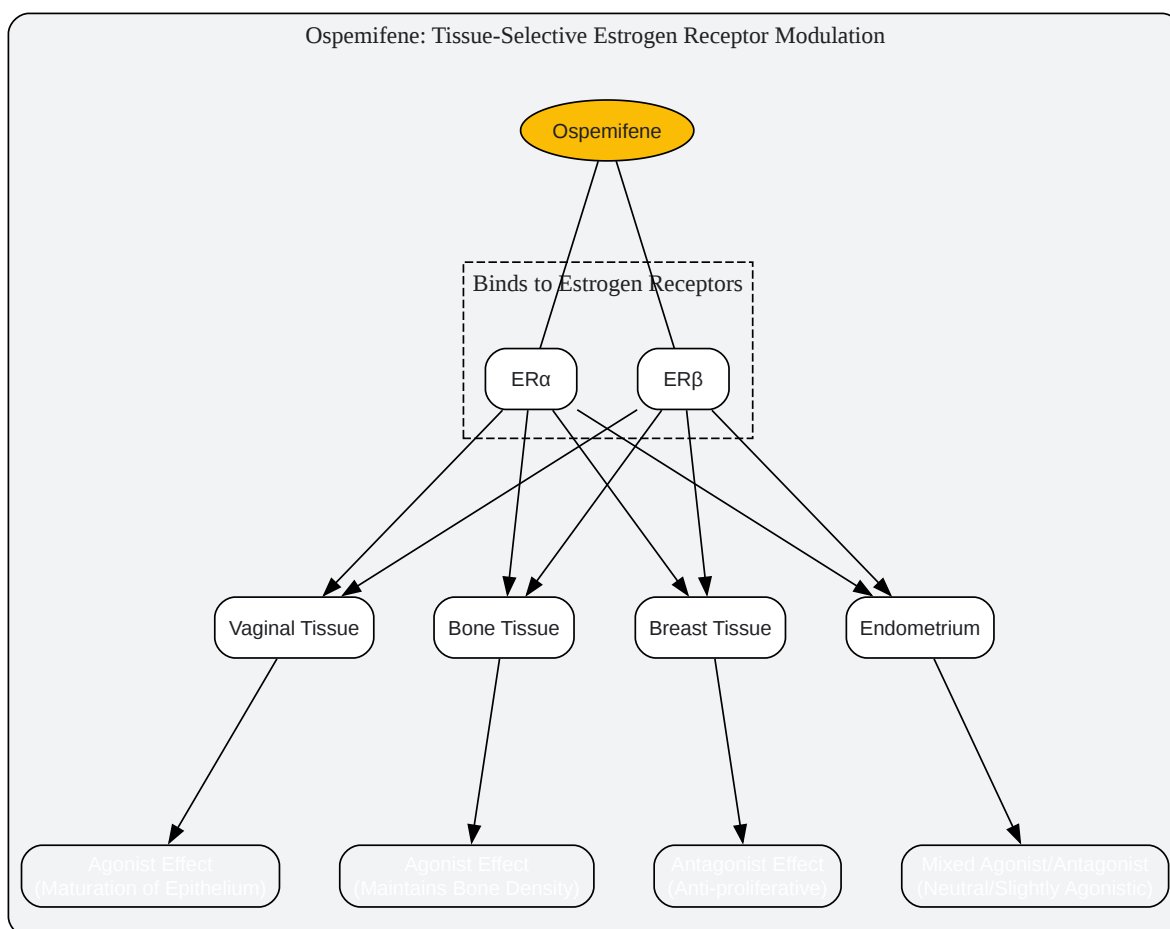 Ospemifene: Tissue-Selective Estrogen Receptor Modulation
Ospemifene
Binds to Estrogen Receptors
ERα
ERβ
Vaginal Tissue
Bone Tissue
Breast Tissue
Endometrium
Agonist Effect
(Maturation of Epithelium)
Agonist Effect
(Maintains Bone Density)
Antagonist Effect
(Anti-proliferative)
Mixed Agonist/Antagonist
(Neutral/Slightly Agonistic)